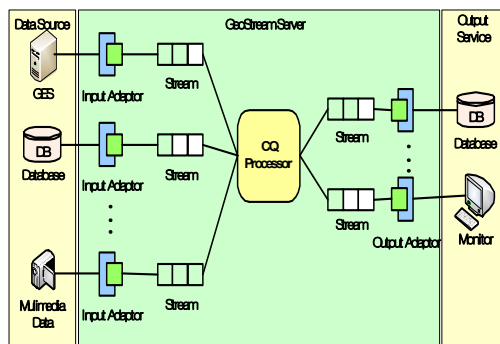 Data Source
GeoStream Server
Output
Service
GES
Input Adaptor
Stream
DB
Database
Input Adaptor
Stream
Mulimedia
Data
Input Adaptor
Stream
CQ
Processor
Stream
DB
Database
Stream
Output Adaptor
Monitor